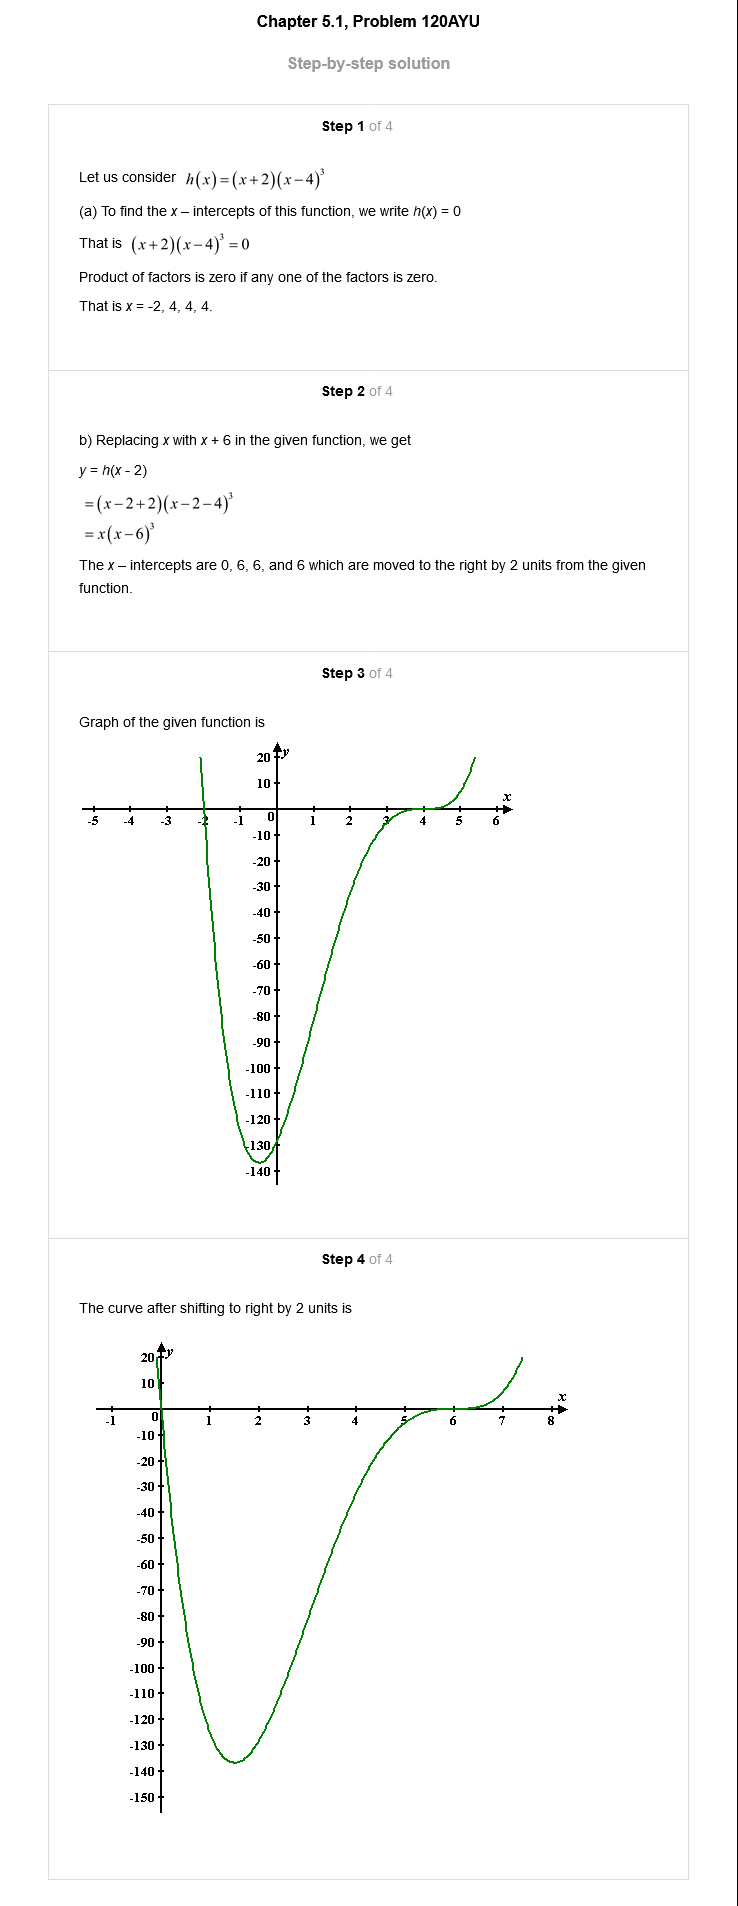 Chapter 5.1, Problem 120AYU
Step-by-step solution
Step 1 of 4
Let us consider h(x)=(x+2)(x−4)³
(a) To find the x – intercepts of this function, we write h(x) = 0
That is (x+2)(x−4)³ = 0
Product of factors is zero if any one of the factors is zero.
That is x = -2, 4, 4, 4.
Step 2 of 4
b) Replacing x with x + 6 in the given function, we get
y = h(x - 2)
=(x−2+2)(x−2−4)³
=x(x−6)³
The x – intercepts are 0, 6, 6, and 6 which are moved to the right by 2 units from the given
function.
Step 3 of 4
Graph of the given function is
20 y
10
x
-5 -4 -3 -2 -1 0 1 2 3 4 5 6
-10
-20
-30
-40
-50
-60
-70
-80
-90
-100
-110
-120
-130
-140
Step 4 of 4
The curve after shifting to right by 2 units is
20 y
10
x
-1 0 1 2 3 4 5 6 7 8
-10
-20
-30
-40
-50
-60
-70
-80
-90
-100
-110
-120
-130
-140
-150